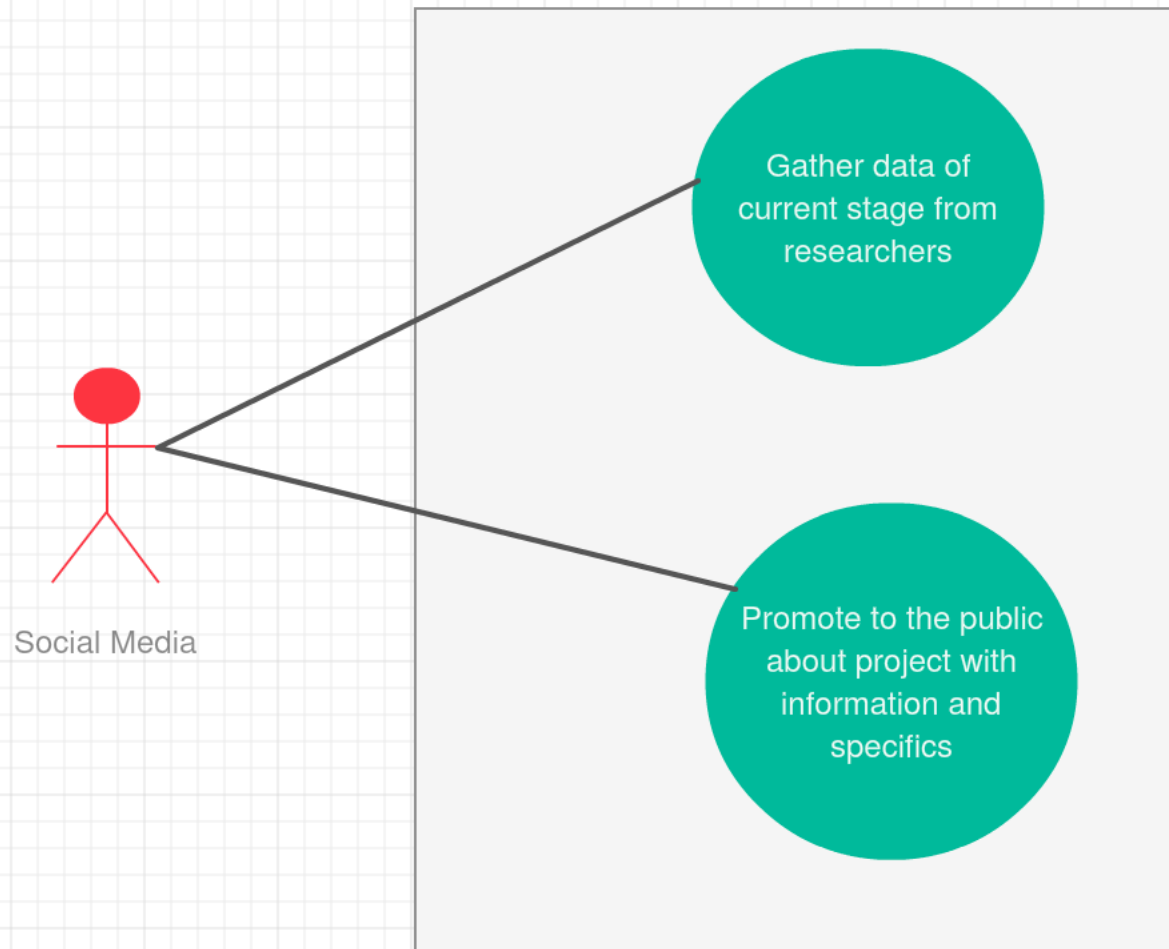 Gather data of
current stage from
researchers
Social Media
Promote to the public
about project with
information and
specifics